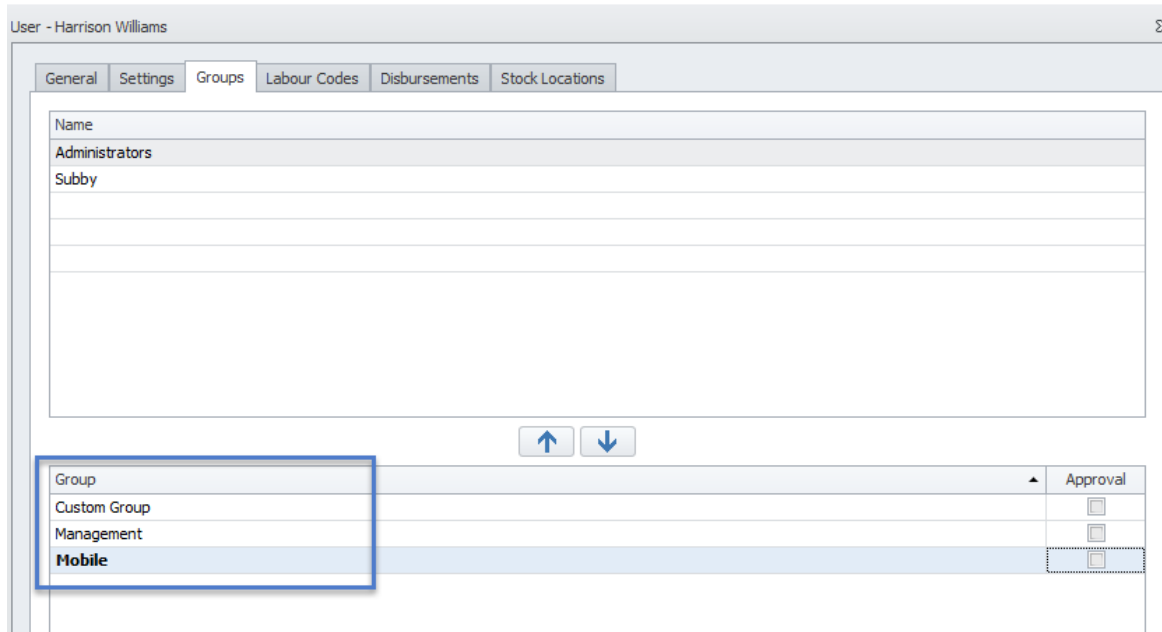 User - Harrison Williams
General Settings Groups Labour Codes Disbursements Stock Locations
Name
Administrators
Subby
Group Approval
Custom Group
Management
Mobile